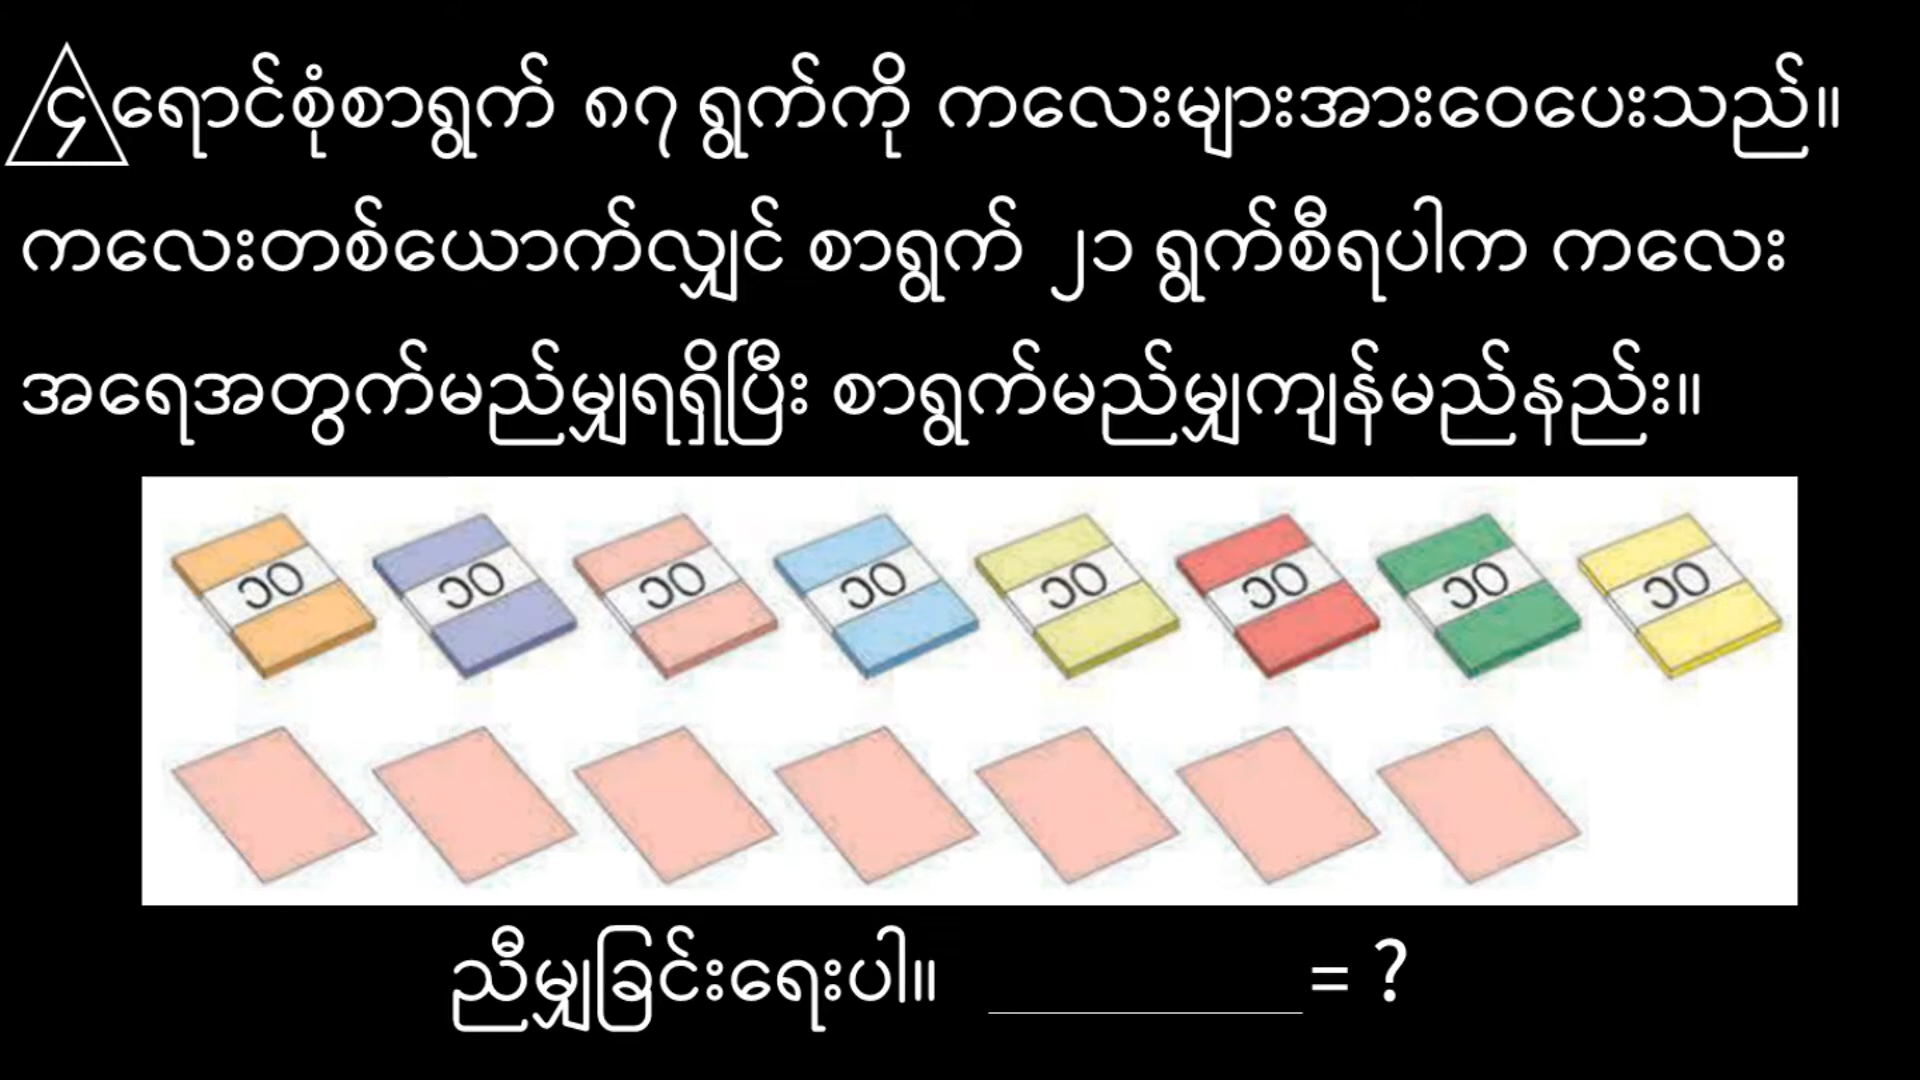 ၄ ရောင်စုံစာရွက် ၈၇ ရွက်ကို ကလေးများအားဝေပေးသည်။
ကလေးတစ်ယောက်လျှင် စာရွက် ၂၁ ရွက်စီရပါက ကလေး
အရေအတွက်မည်မျှရရှိပြီး စာရွက်မည်မျှကျန်မည်နည်း။
၁၀ ၁၀ ၁၀ ၁၀ ၁၀ ၁၀ ၁၀ ၁၀
ညီမျှခြင်းရေးပါ။ ________ = ?